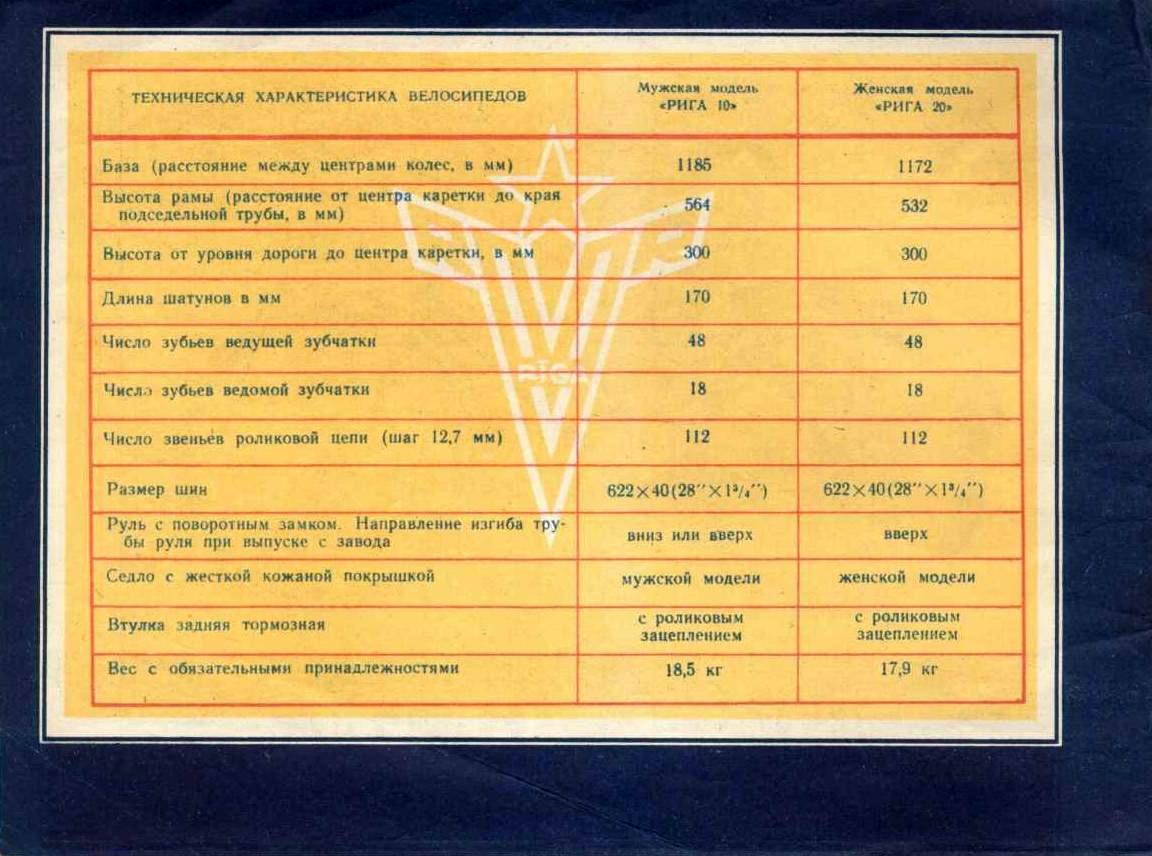 ТЕХНИЧЕСКАЯ ХАРАКТЕРИСТИКА ВЕЛОСИПЕДОВ
Мужская модель
«РИГА 10»
Женская модель
«РИГА 20»
База (расстояние между центрами колес, в мм)
1185
1172
Высота рамы (расстояние от центра каретки до края
подседельной трубы, в мм)
564
532
Высота от уровня дороги до центра каретки, в мм
300
300
Длина шатунов в мм
170
170
Число зубьев ведущей зубчатки
48
48
RIGA
Число зубьев ведомой зубчатки
18
18
Число звеньев роликовой цепи (шаг 12,7 мм)
112
112
Размер шин
622×40(28″×1³/₄″)
622×40(28″×1³/₄″)
Руль с поворотным замком. Направление изгиба тру-
бы руля при выпуске с завода
вниз или вверх
вверх
Седло с жесткой кожаной покрышкой
мужской модели
женской модели
Втулка задняя тормозная
с роликовым
зацеплением
с роликовым
зацеплением
Вес с обязательными принадлежностями
18,5 кг
17,9 кг